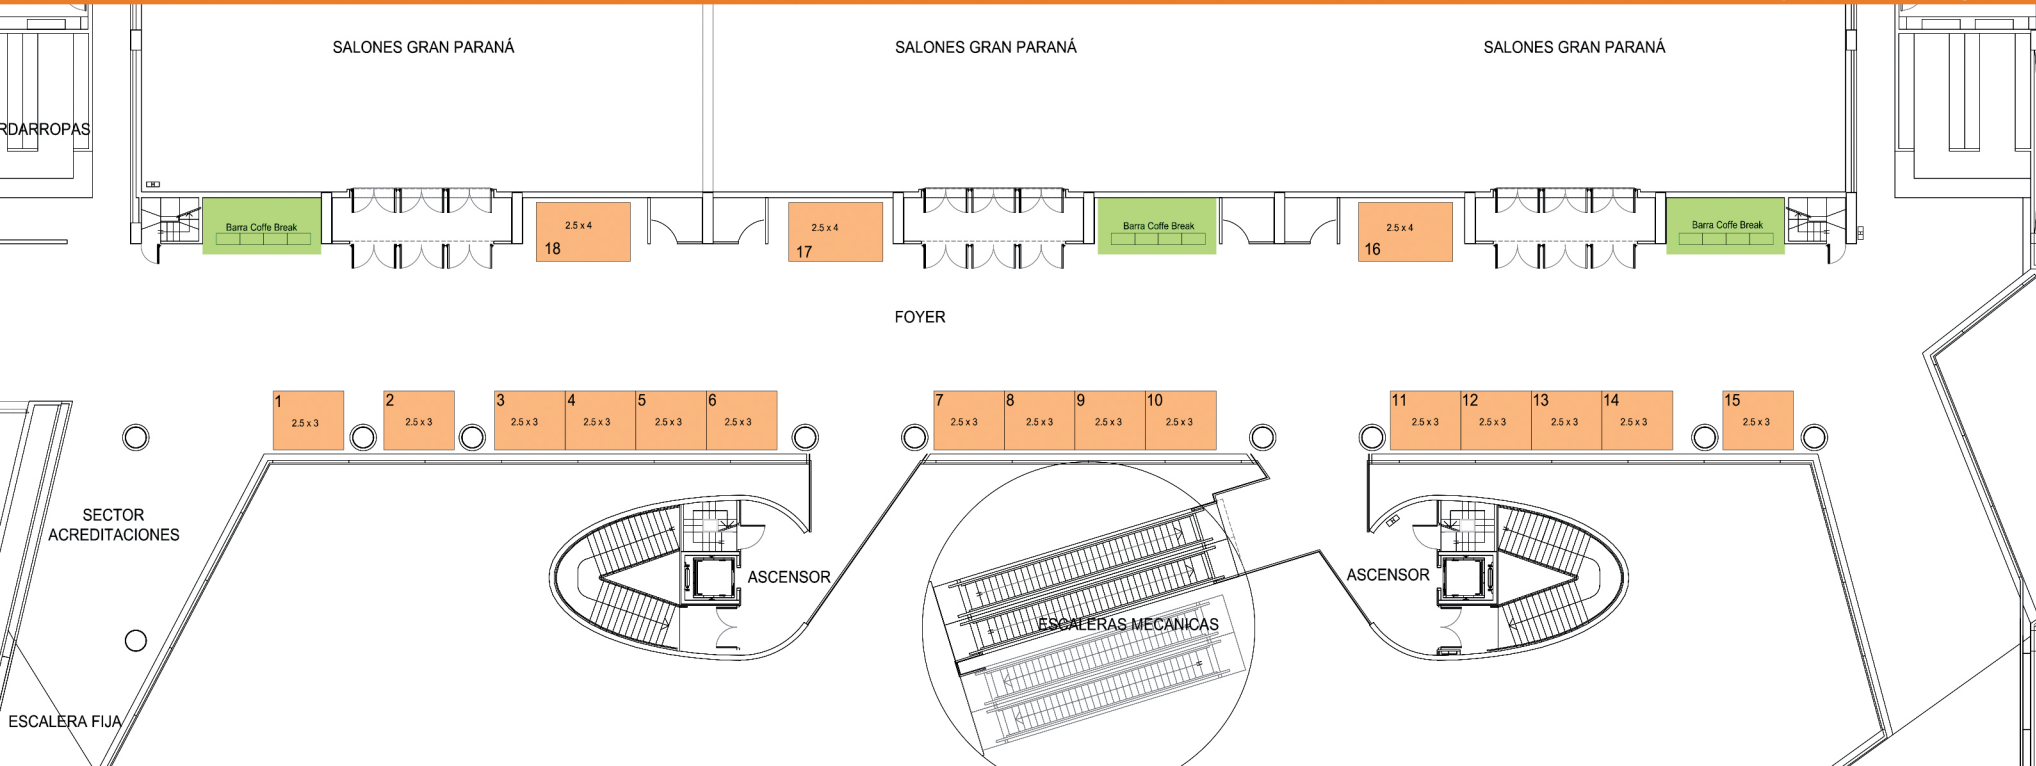 SALONES GRAN PARANÁ
SALONES GRAN PARANÁ
SALONES GRAN PARANÁ
RDARROPAS
Barra Coffe Break
2.5 x 4
18
2.5 x 4
17
Barra Coffe Break
2.5 x 4
16
Barra Coffe Break
FOYER
1
2.5 x 3
2
2.5 x 3
3
2.5 x 3
4
2.5 x 3
5
2.5 x 3
6
2.5 x 3
7
2.5 x 3
8
2.5 x 3
9
2.5 x 3
10
2.5 x 3
11
2.5 x 3
12
2.5 x 3
13
2.5 x 3
14
2.5 x 3
15
2.5 x 3
SECTOR
ACREDITACIONES
ASCENSOR
ASCENSOR
ESCALERAS MECANICAS
ESCALERA FIJA